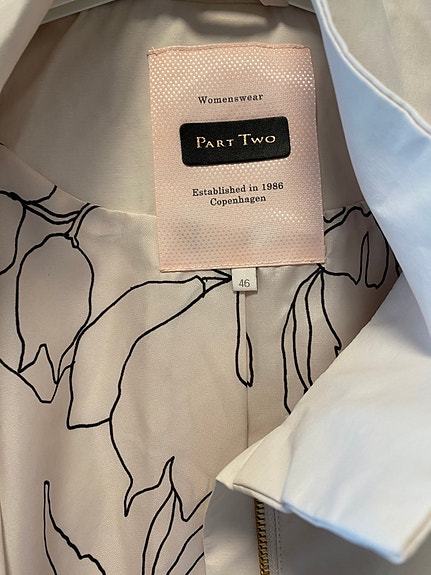 Womenswear
PART TWO
Established in 1986
Copenhagen
46